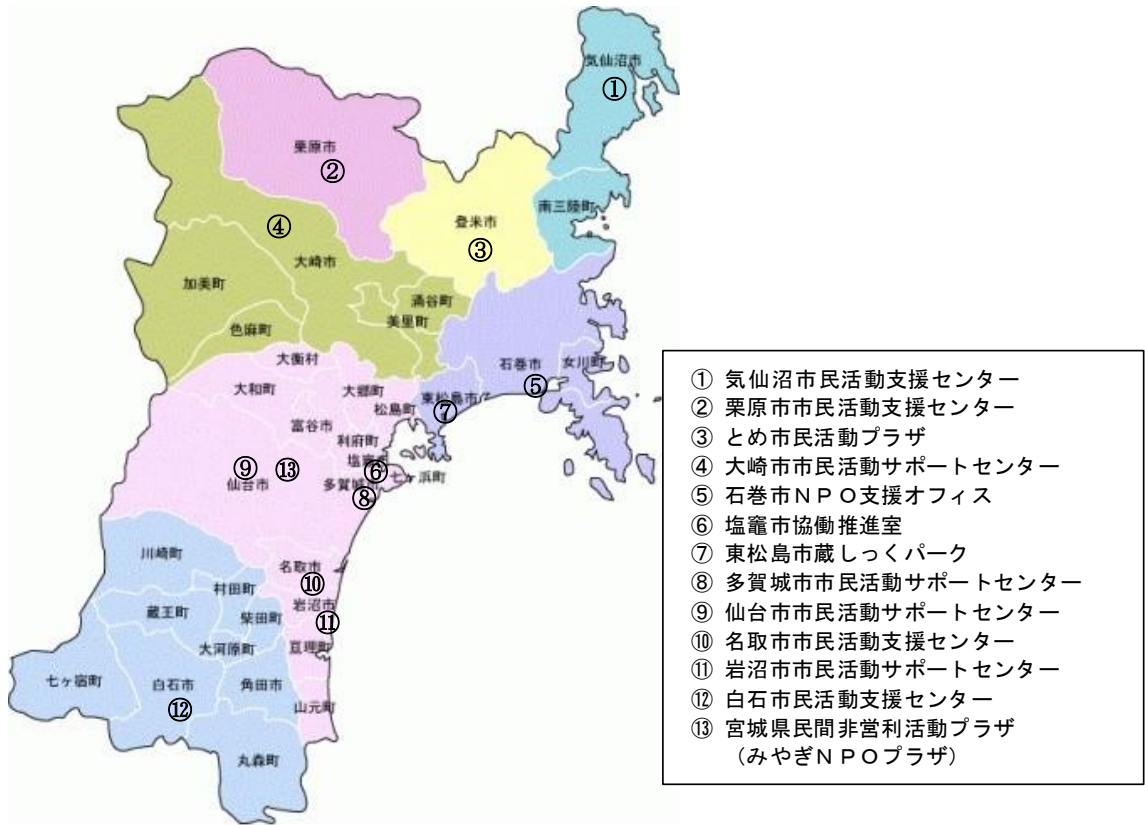 気仙沼市
①
栗原市
②
南三陸町
登米市
③
④
大崎市
加美町
涌谷町
美里町
色麻町
大衡村
石巻市
女川町
⑤
大和町
大郷町
東松島市
⑦
松島町
富谷市
利府町
塩竈市
⑥
⑨
⑬
仙台市
多賀城市
七ヶ浜町
⑧
川崎町
名取市
⑩
村田町
岩沼市
⑪
蔵王町
柴田町
大河原町
亘理町
七ヶ宿町
白石市
⑫
角田市
山元町
丸森町
① 気仙沼市民活動支援センター
② 栗原市市民活動支援センター
③ とめ市民活動プラザ
④ 大崎市市民活動サポートセンター
⑤ 石巻市ＮＰＯ支援オフィス
⑥ 塩竈市協働推進室
⑦ 東松島市蔵しっくパーク
⑧ 多賀城市市民活動サポートセンター
⑨ 仙台市市民活動サポートセンター
⑩ 名取市市民活動支援センター
⑪ 岩沼市市民活動サポートセンター
⑫ 白石市民活動支援センター
⑬ 宮城県民間非営利活動プラザ
（みやぎＮＰＯプラザ）